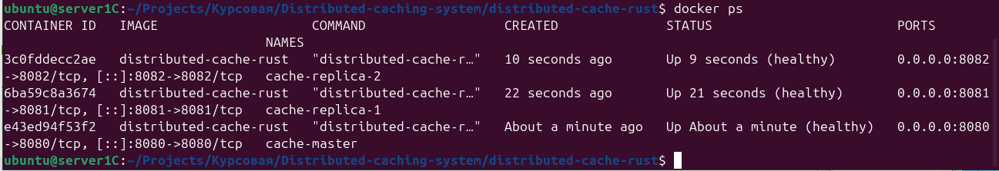 ubuntu@server1C:~/Projects/Курсовая/Distributed-caching-system/distributed-cache-rust$ docker ps
CONTAINER ID   IMAGE                    COMMAND                  CREATED              STATUS                        PORTS
                                  NAMES
3c0fddecc2ae   distributed-cache-rust   "distributed-cache-r…"   10 seconds ago       Up 9 seconds (healthy)        0.0.0.0:8082
->8082/tcp, [::]:8082->8082/tcp   cache-replica-2
6ba59c8a3674   distributed-cache-rust   "distributed-cache-r…"   22 seconds ago       Up 21 seconds (healthy)       0.0.0.0:8081
->8081/tcp, [::]:8081->8081/tcp   cache-replica-1
e43ed94f53f2   distributed-cache-rust   "distributed-cache-r…"   About a minute ago   Up About a minute (healthy)   0.0.0.0:8080
->8080/tcp, [::]:8080->8080/tcp   cache-master
ubuntu@server1C:~/Projects/Курсовая/Distributed-caching-system/distributed-cache-rust$